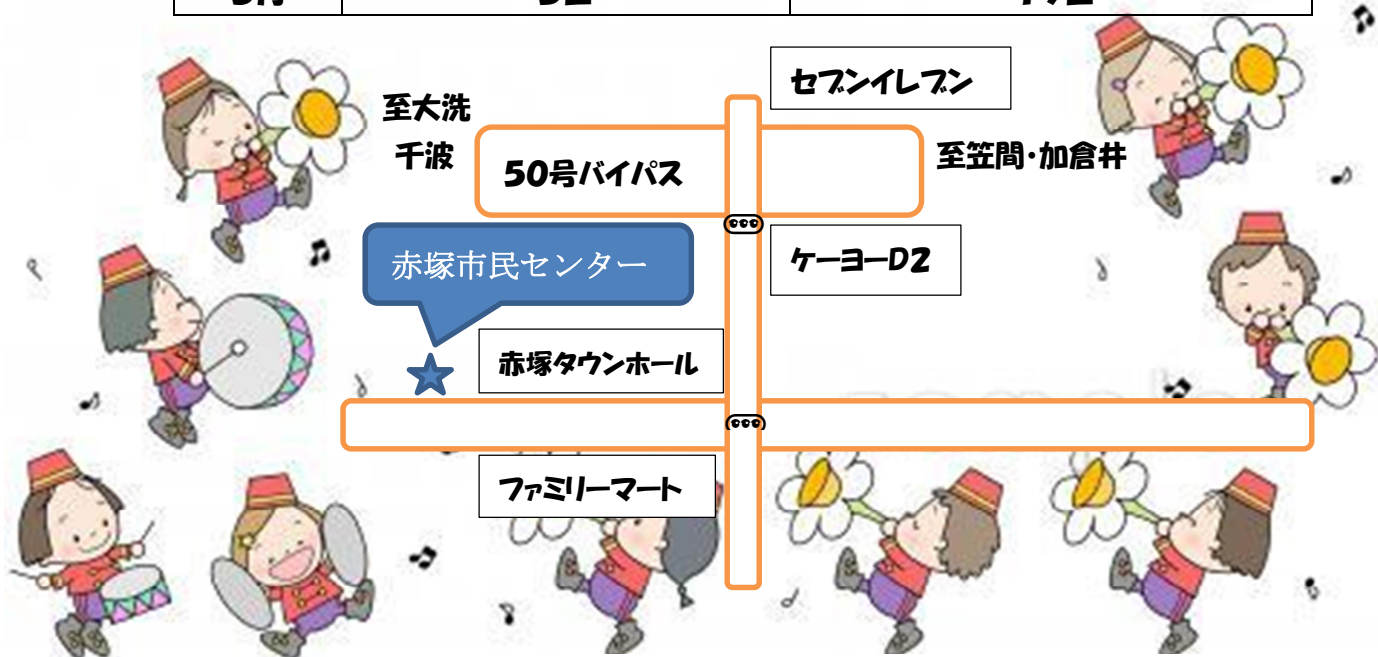 セブンイレブン
至大洗
千波
50号バイパス
至笠間・加倉井
赤塚市民センター
ケーヨーD2
赤塚タウンホール
ファミリーマート